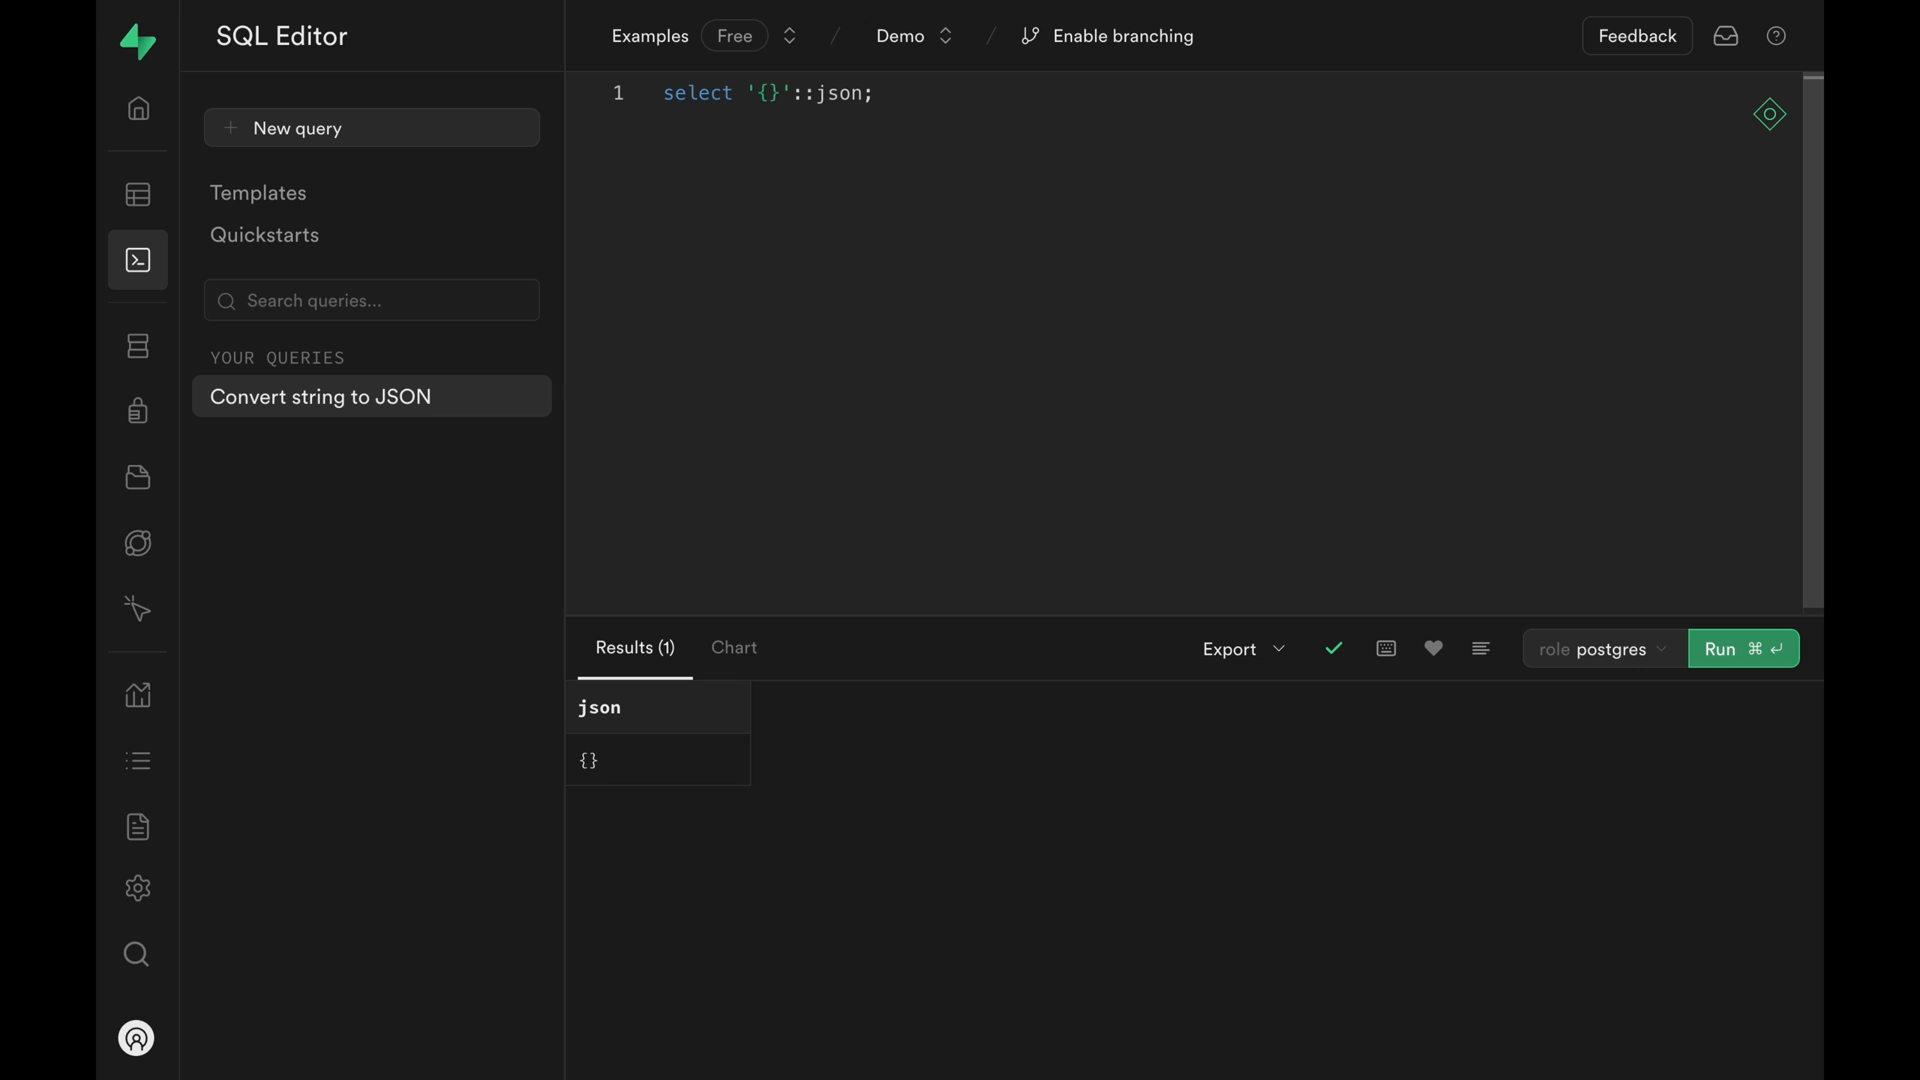 SQL Editor
Examples Free / Demo / Enable branching
Feedback
New query
Templates
Quickstarts
Search queries...
YOUR QUERIES
Convert string to JSON
1 select '{}'::json;
Results (1) Chart
Export
role postgres
Run ⌘ ↵
json
{}